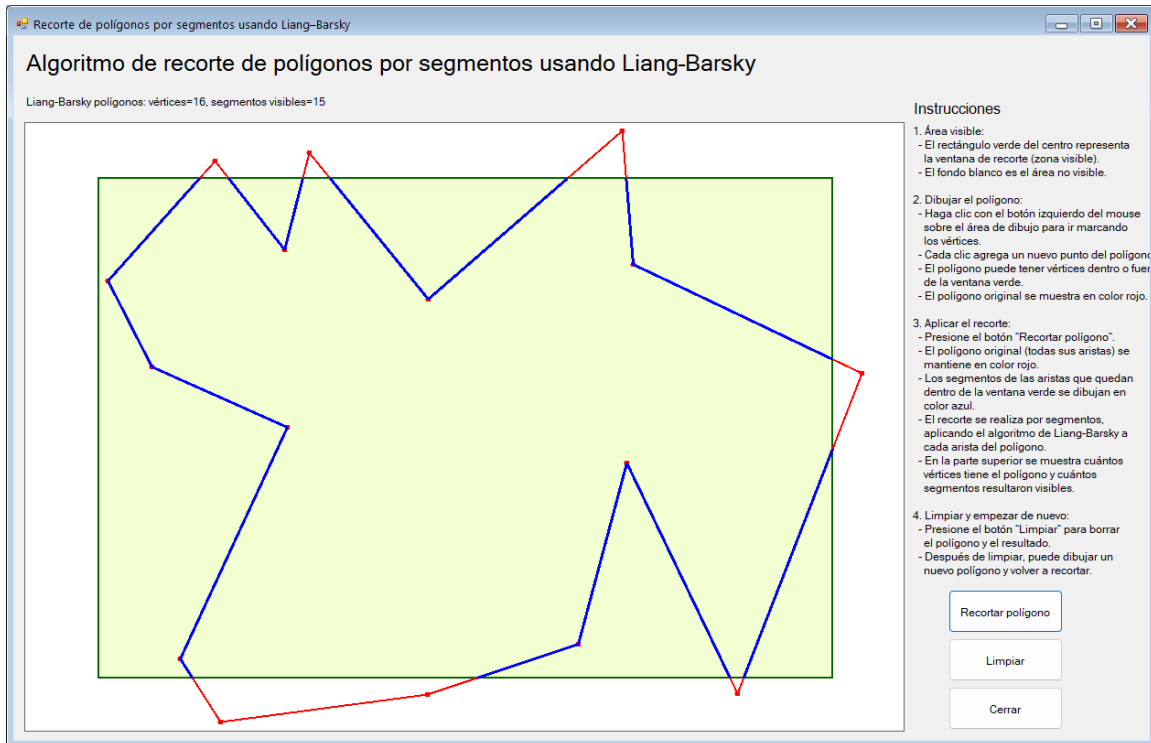 Recorte de polígonos por segmentos usando Liang–Barsky
Algoritmo de recorte de polígonos por segmentos usando Liang-Barsky
Liang-Barsky polígonos: vértices=16, segmentos visibles=15
Instrucciones
1. Área visible:
- El rectángulo verde del centro representa
la ventana de recorte (zona visible).
- El fondo blanco es el área no visible.
2. Dibujar el polígono:
- Haga clic con el botón izquierdo del mouse
sobre el área de dibujo para ir marcando
los vértices.
- Cada clic agrega un nuevo punto del polígono
- El polígono puede tener vértices dentro o fuer
de la ventana verde.
- El polígono original se muestra en color rojo.
3. Aplicar el recorte:
- Presione el botón "Recortar polígono".
- El polígono original (todas sus aristas) se
mantiene en color rojo.
- Los segmentos de las aristas que quedan
dentro de la ventana verde se dibujan en
color azul.
- El recorte se realiza por segmentos,
aplicando el algoritmo de Liang-Barsky a
cada arista del polígono.
- En la parte superior se muestra cuántos
vértices tiene el polígono y cuántos
segmentos resultaron visibles.
4. Limpiar y empezar de nuevo:
- Presione el botón "Limpiar" para borrar
el polígono y el resultado.
- Después de limpiar, puede dibujar un
nuevo polígono y volver a recortar.
Recortar polígono
Limpiar
Cerrar